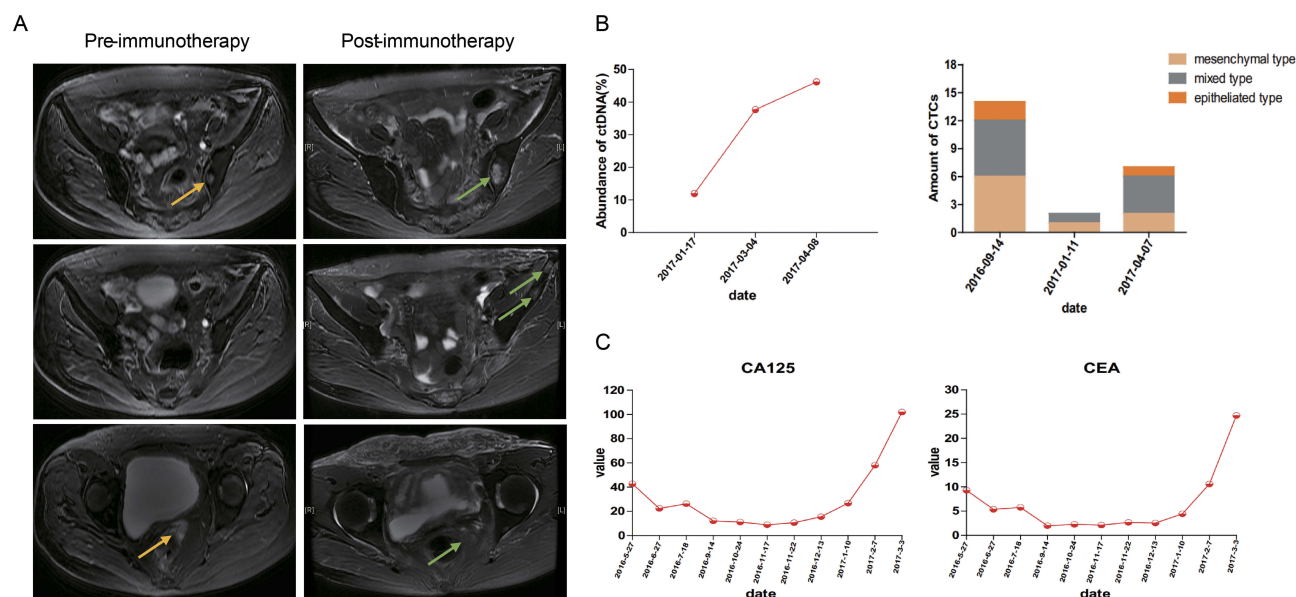 A
Pre-immunotherapy
Post-immunotherapy
[R]
[L]
[R]
[L]
[R]
[L]
B
Abundance of ctDNA(%)
50
40
30
20
10
0
2017-01-17
2017-03-04
2017-04-08
date
Amount of CTCs
18
15
12
9
6
3
0
2016-09-14
2017-01-11
2017-04-07
date
mesenchymal type
mixed type
epitheliated type
C
CA125
value
120
100
80
60
40
20
0
2016-5-27
2016-6-27
2016-7-18
2016-9-14
2016-10-24
2016-11-17
2016-11-22
2016-12-13
2017-1-10
2017-2-7
2017-3-3
date
CEA
value
30
25
20
15
10
5
0
2016-5-27
2016-6-27
2016-7-18
2016-9-14
2016-10-24
2016-11-17
2016-11-22
2016-12-13
2017-1-10
2017-2-7
2017-3-3
date